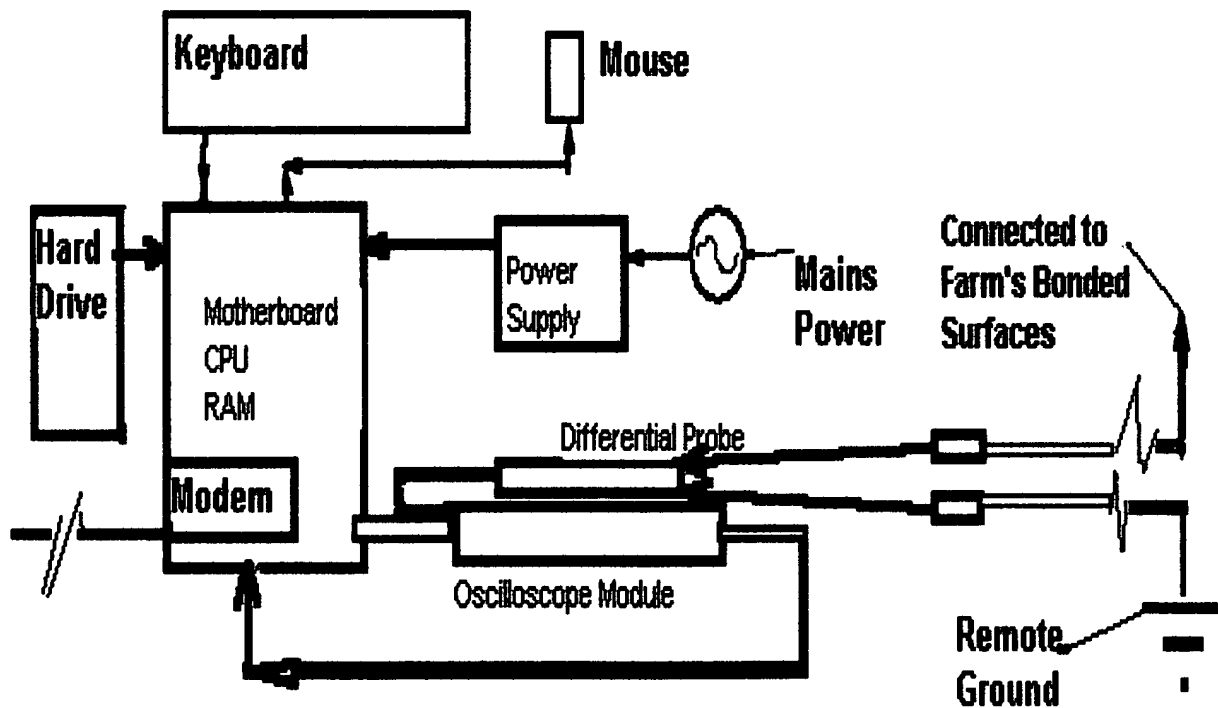 Keyboard
Mouse
Hard
Drive
Motherboard
CPU
RAM
Power
Supply
Mains
Power
Connected to
Farm's Bonded
Surfaces
Differential Probe
Modem
Oscilloscope Module
Remote
Ground